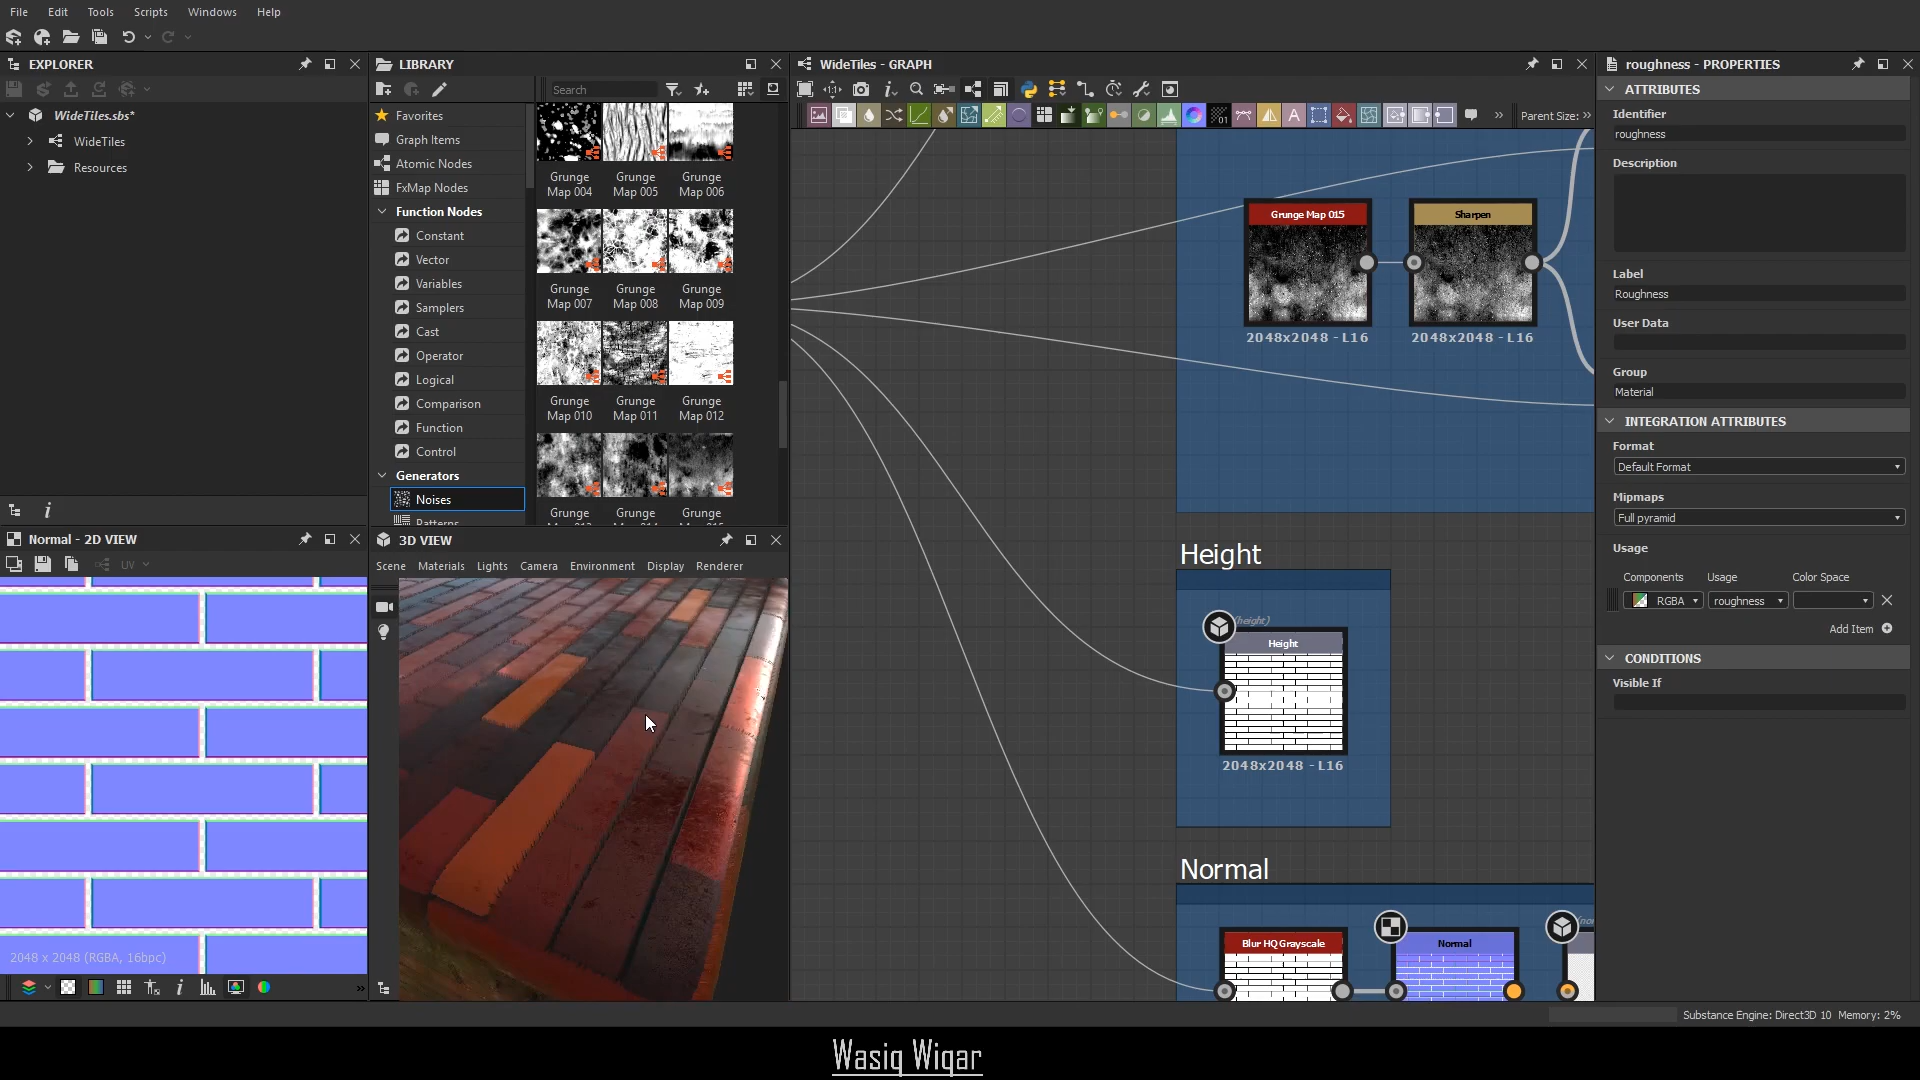 File Edit Tools Scripts Windows Help
EXPLORER
WideTiles.sbs*
WideTiles
Resources
LIBRARY
Search
Favorites
Graph Items
Atomic Nodes
FxMap Nodes
Function Nodes
Constant
Vector
Variables
Samplers
Cast
Operator
Logical
Comparison
Function
Control
Generators
Noises
Patterns
Grunge Map 004
Grunge Map 005
Grunge Map 006
Grunge Map 007
Grunge Map 008
Grunge Map 009
Grunge Map 010
Grunge Map 011
Grunge Map 012
Grunge Grunge Grunge
Normal - 2D VIEW
UV
2048 x 2048 (RGBA, 16bpc)
3D VIEW
Scene Materials Lights Camera Environment Display Renderer
WideTiles - GRAPH
1:1
01
A
Parent Size:
Grunge Map 015
2048x2048 - L16
Sharpen
2048x2048 - L16
Height
(height)
Height
2048x2048 - L16
Normal
Blur HQ Grayscale
Normal
roughness - PROPERTIES
ATTRIBUTES
Identifier
roughness
Description
Label
Roughness
User Data
Group
Material
INTEGRATION ATTRIBUTES
Format
Default Format
Mipmaps
Full pyramid
Usage
Components Usage Color Space
RGBA roughness
Add Item
CONDITIONS
Visible If
Substance Engine: Direct3D 10 Memory: 2%
Wasiq Wiqar